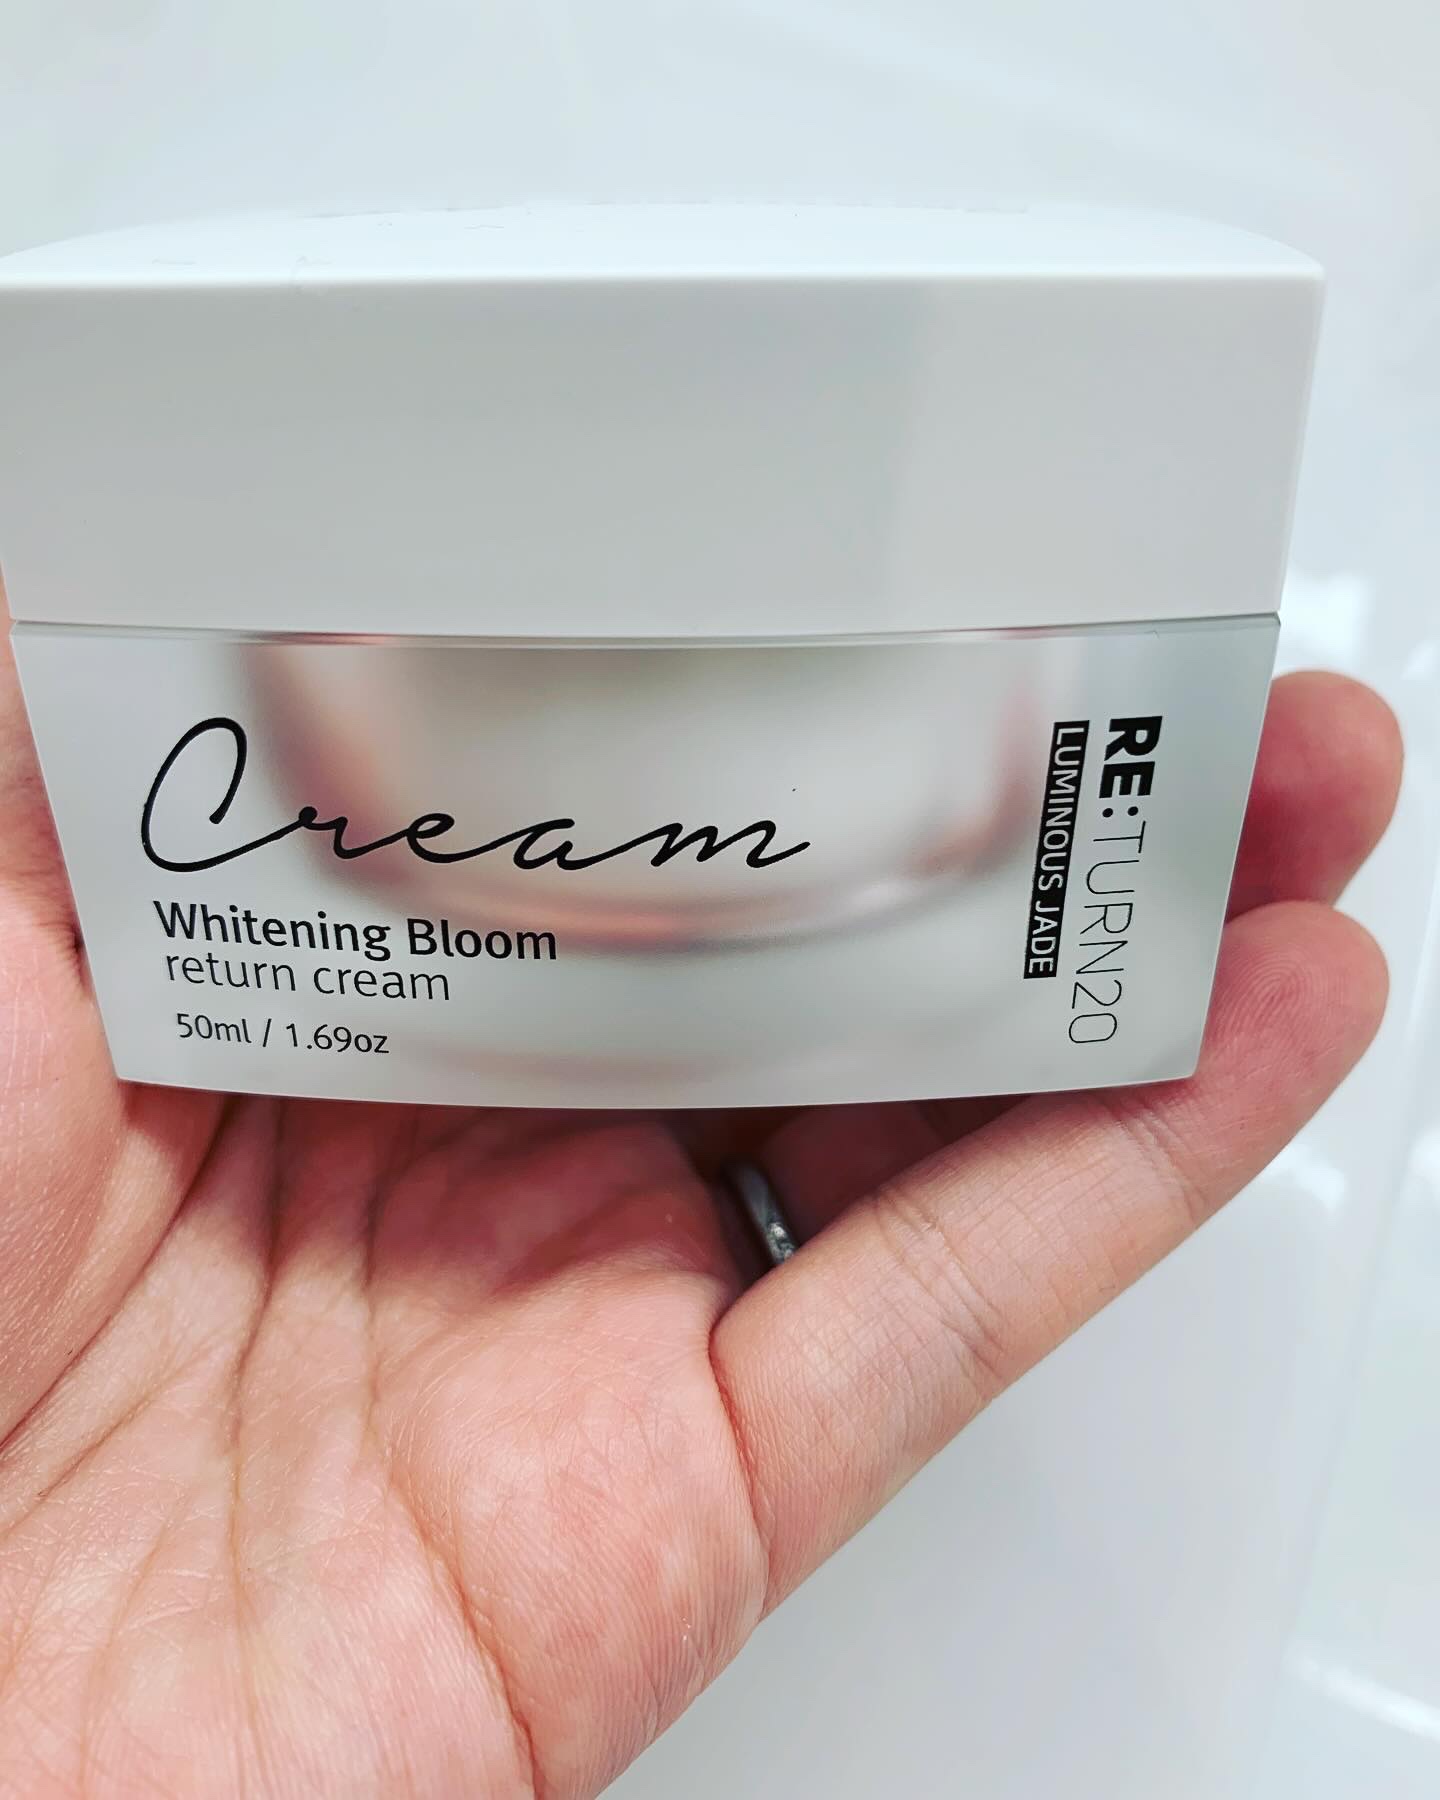 Cream
Whitening Bloom
return cream
50ml / 1.69oz
RE:TURN20
LUMINOUS JADE